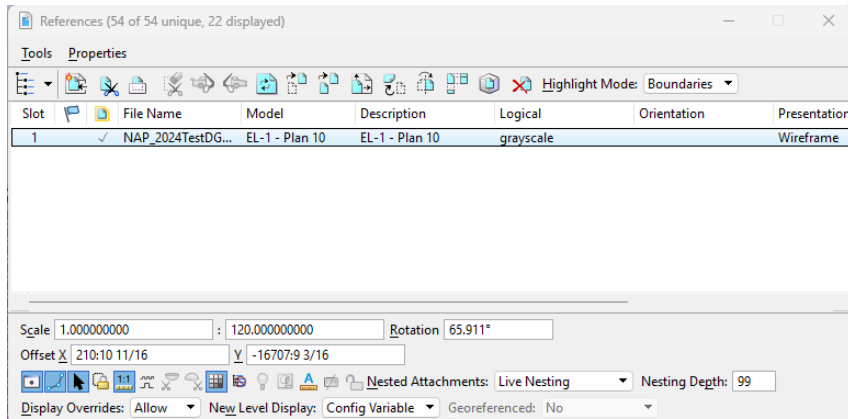 References (54 of 54 unique, 22 displayed)
Tools Properties
Highlight Mode: Boundaries
Slot File Name Model Description Logical Orientation Presentation
1 NAP_2024TestDG... EL-1 - Plan 10 EL-1 - Plan 10 grayscale Wireframe
Scale 1.000000000 : 120.000000000 Rotation 65.911°
Offset X 210:10 11/16 Y -16707:9 3/16
1:1 A Nested Attachments: Live Nesting Nesting Depth: 99
Display Overrides: Allow New Level Display: Config Variable Georeferenced: No